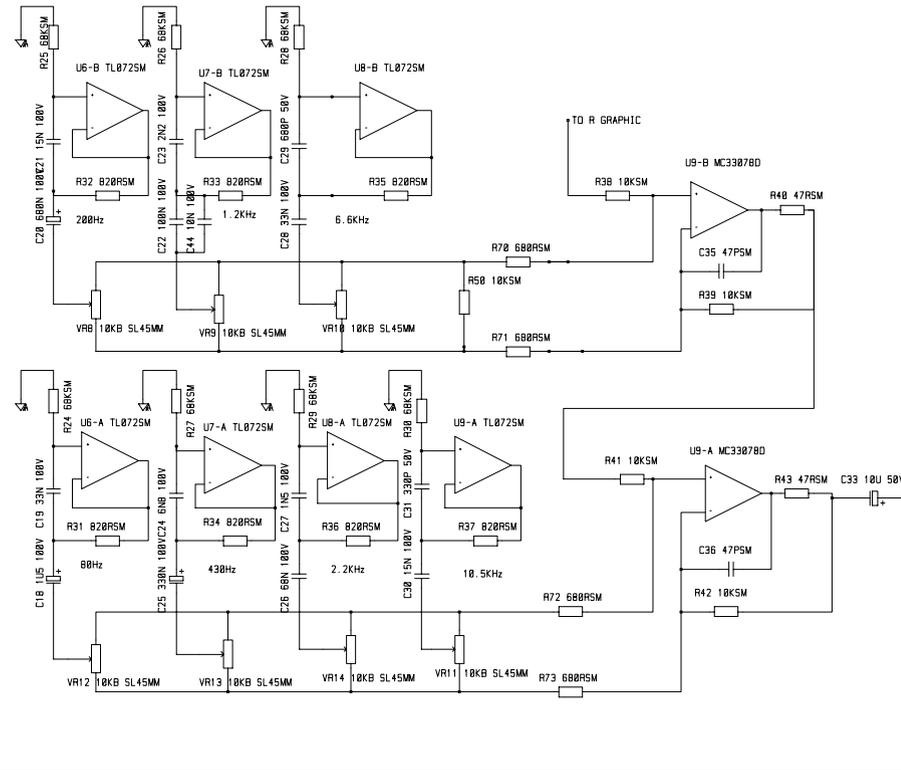 R25 68KSM
R26 68KSM
R28 68KSM
U6-B TL072SM
U7-B TL072SM
U8-B TL072SM
C21 15N 100V
C23 2N2 100V
C29 680P 50V
TO R GRAPHIC
U9-B MC33078D
R32 820RSM
R33 820RSM
R35 820RSM
R38 10KSM
R40 47RSM
C20 680N 100V
200Hz
C22 100N 100V
C44 10N 100V
1.2KHz
C28 33N 100V
6.6KHz
R70 680RSM
C35 47PSM
R50 10KSM
R39 10KSM
VR8 10KB SL45MM
VR9 10KB SL45MM
VR10 10KB SL45MM
R71 680RSM
R24 68KSM
R27 68KSM
R29 68KSM
R30 68KSM
U6-A TL072SM
U7-A TL072SM
U8-A TL072SM
U9-A TL072SM
U9-A MC33078D
C19 33N 100V
C24 6N8 100V
C27 1N5 100V
C31 330P 50V
R41 10KSM
R43 47RSM
C33 10U 50V
R31 820RSM
R34 820RSM
R36 820RSM
R37 820RSM
C18 1U5 100V
80Hz
C25 330N 100V
430Hz
C26 68N 100V
2.2KHz
C30 15N 100V
10.5KHz
C36 47PSM
R72 680RSM
R42 10KSM
VR12 10KB SL45MM
VR13 10KB SL45MM
VR14 10KB SL45MM
VR11 10KB SL45MM
R73 680RSM